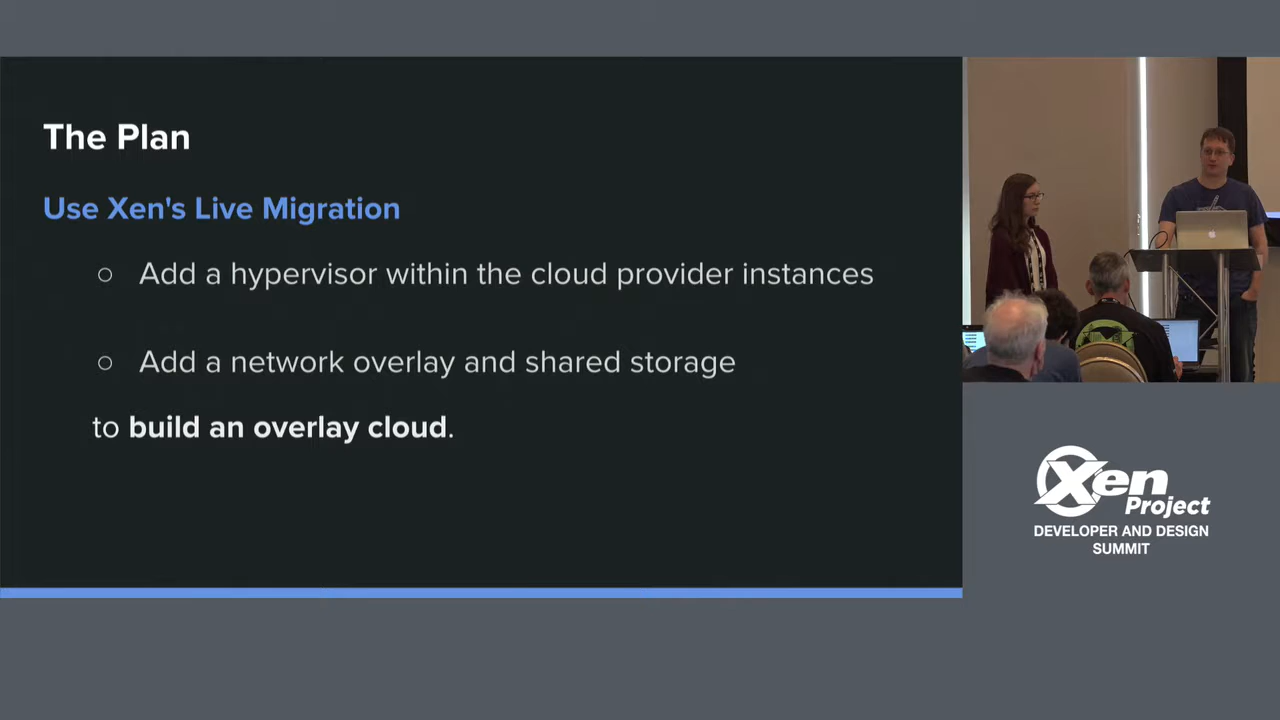 The Plan
Use Xen's Live Migration
○ Add a hypervisor within the cloud provider instances
○ Add a network overlay and shared storage
to build an overlay cloud.
Xen
Project
DEVELOPER AND DESIGN
SUMMIT